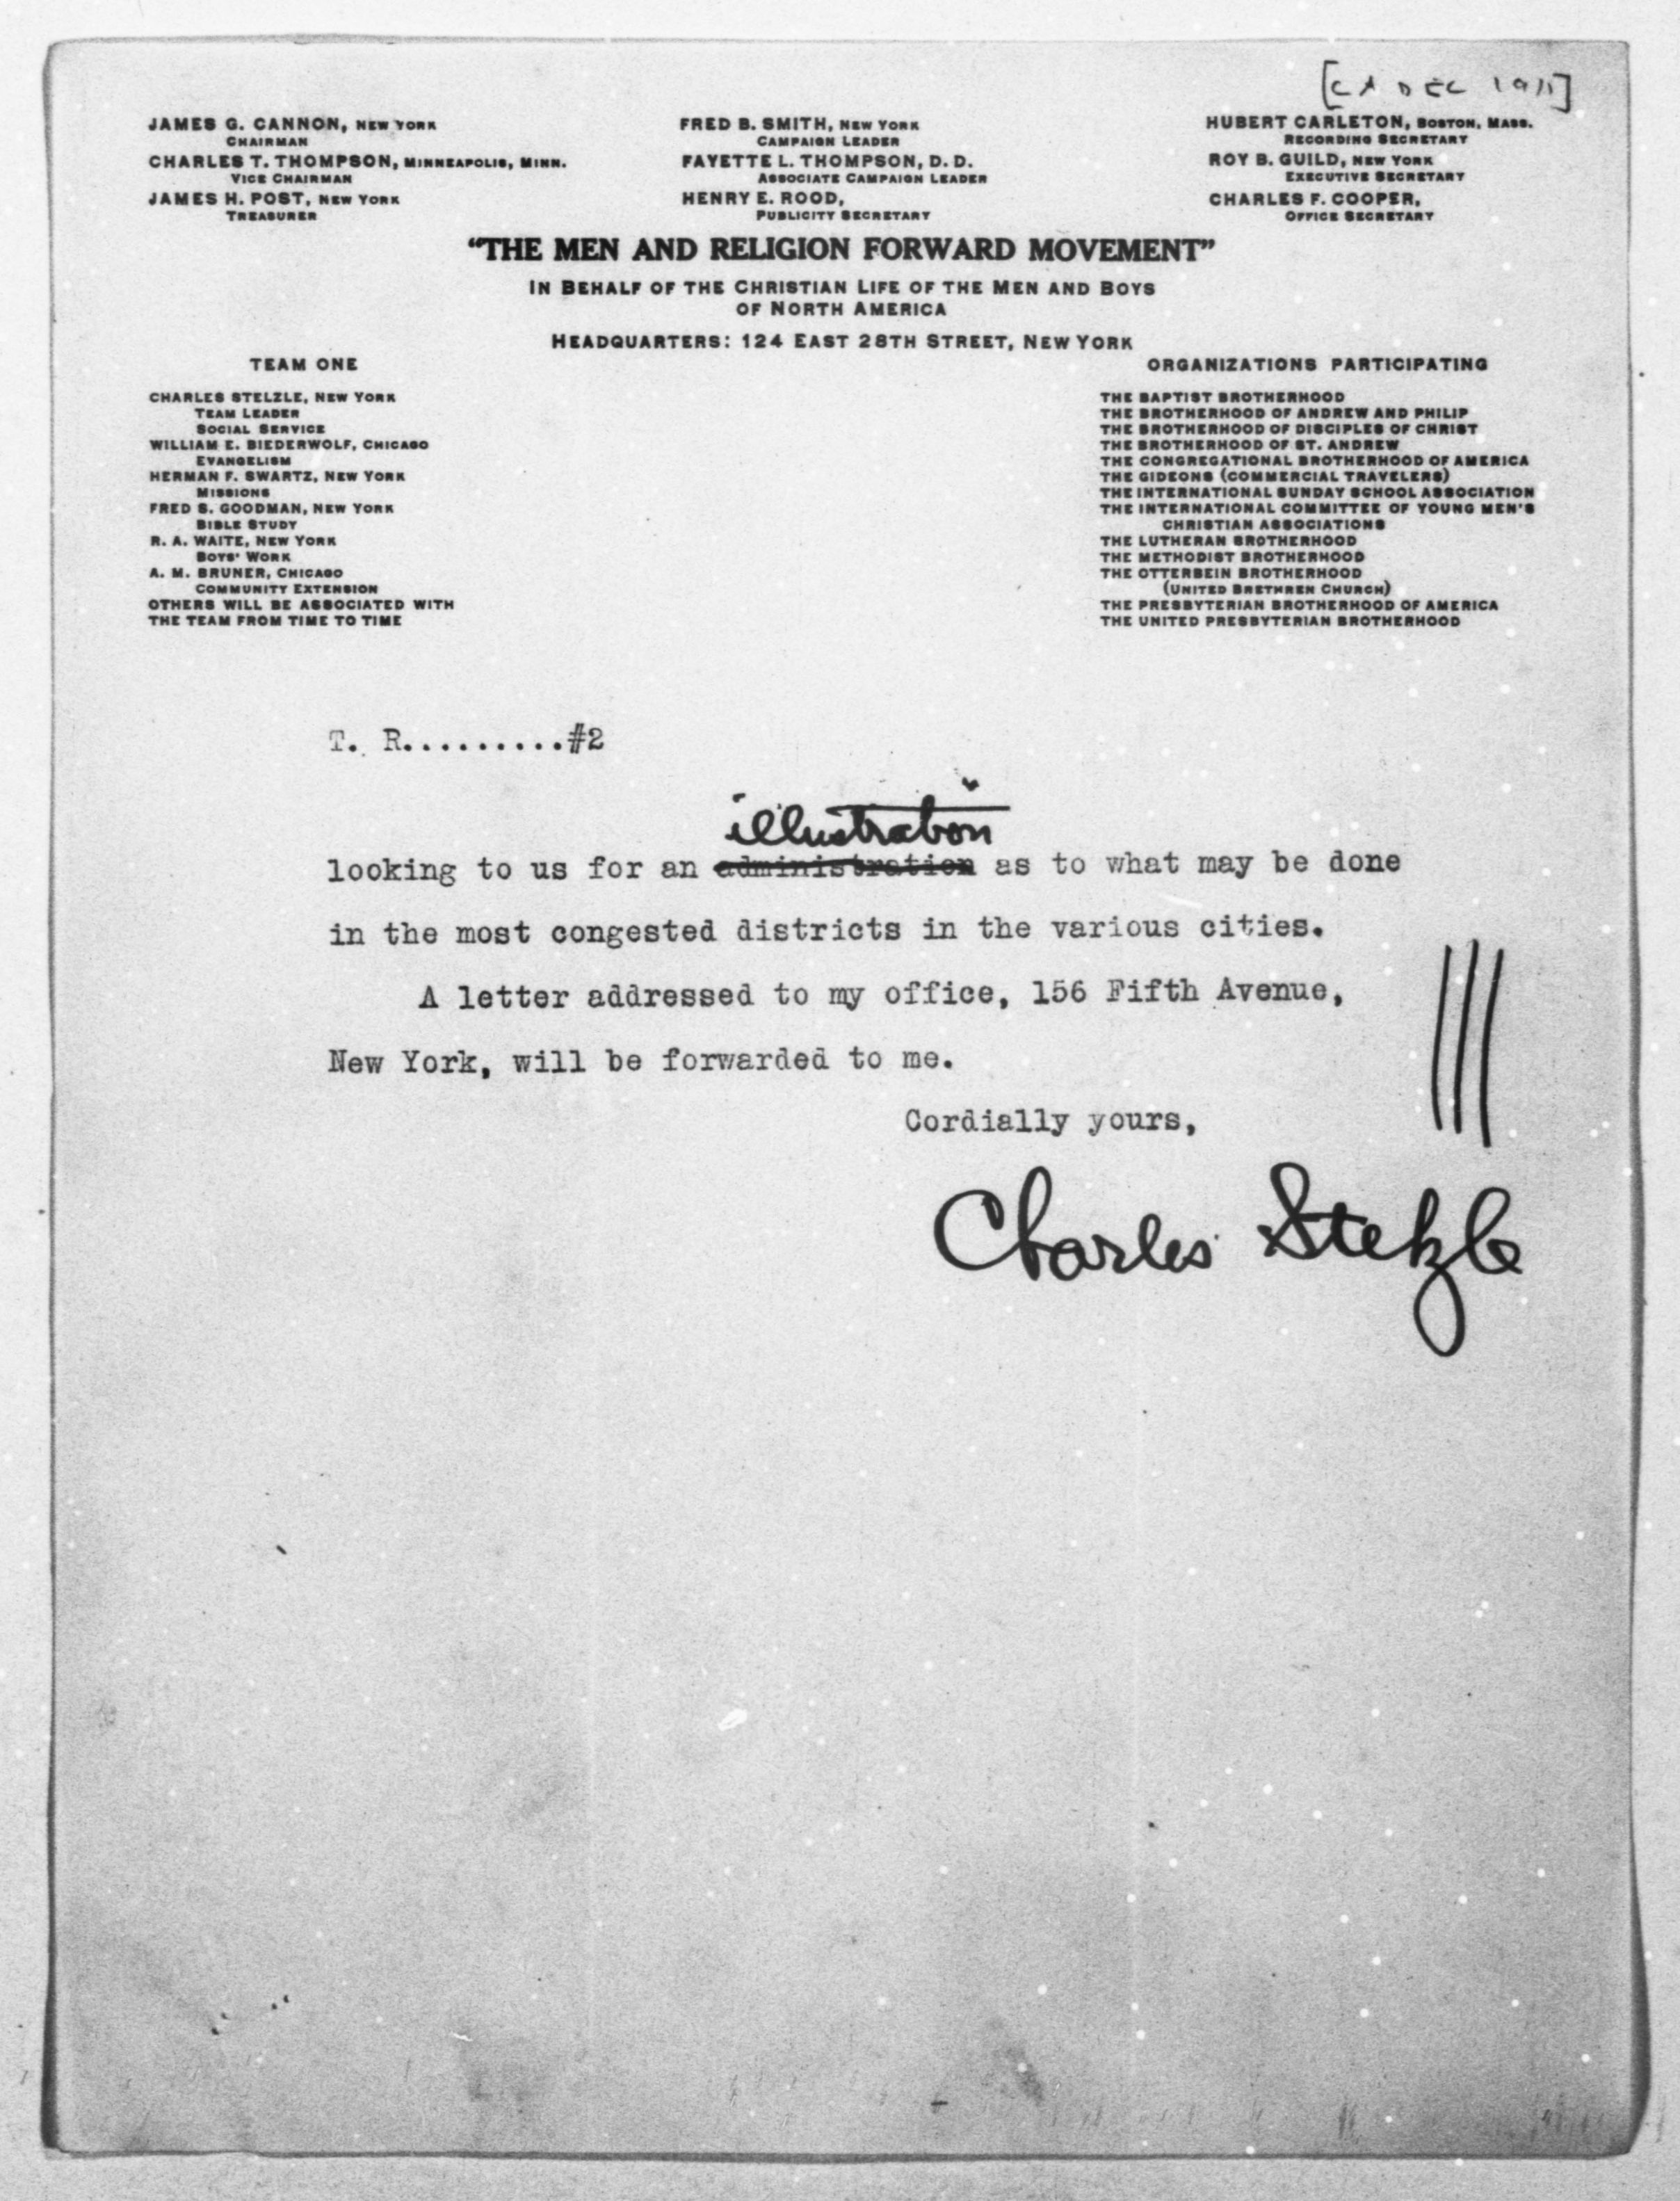 [CA DEC 1911]
JAMES G. CANNON, NEW YORK
CHAIRMAN
CHARLES T. THOMPSON, MINNEAPOLIS, MINN.
VICE CHAIRMAN
JAMES H. POST, NEW YORK
TREASURER
FRED B. SMITH, NEW YORK
CAMPAIGN LEADER
FAYETTE L. THOMPSON, D. D.
ASSOCIATE CAMPAIGN LEADER
HENRY E. ROOD,
PUBLICITY SECRETARY
HUBERT CARLETON, BOSTON, MASS.
RECORDING SECRETARY
ROY B. GUILD, NEW YORK
EXECUTIVE SECRETARY
CHARLES F. COOPER,
OFFICE SECRETARY
“THE MEN AND RELIGION FORWARD MOVEMENT”
IN BEHALF OF THE CHRISTIAN LIFE OF THE MEN AND BOYS
OF NORTH AMERICA
HEADQUARTERS: 124 EAST 28TH STREET, NEW YORK
TEAM ONE
CHARLES STELZLE, NEW YORK
TEAM LEADER
SOCIAL SERVICE
WILLIAM E. BIEDERWOLF, CHICAGO
EVANGELISM
HERMAN F. SWARTZ, NEW YORK
MISSIONS
FRED S. GOODMAN, NEW YORK
BIBLE STUDY
R. A. WAITE, NEW YORK
BOYS' WORK
A. M. BRUNER, CHICAGO
COMMUNITY EXTENSION
OTHERS WILL BE ASSOCIATED WITH
THE TEAM FROM TIME TO TIME
ORGANIZATIONS PARTICIPATING
THE BAPTIST BROTHERHOOD
THE BROTHERHOOD OF ANDREW AND PHILIP
THE BROTHERHOOD OF DISCIPLES OF CHRIST
THE BROTHERHOOD OF ST. ANDREW
THE CONGREGATIONAL BROTHERHOOD OF AMERICA
THE GIDEONS (COMMERCIAL TRAVELERS)
THE INTERNATIONAL SUNDAY SCHOOL ASSOCIATION
THE INTERNATIONAL COMMITTEE OF YOUNG MEN'S
CHRISTIAN ASSOCIATIONS
THE LUTHERAN BROTHERHOOD
THE METHODIST BROTHERHOOD
THE OTTERBEIN BROTHERHOOD
(UNITED BRETHREN CHURCH)
THE PRESBYTERIAN BROTHERHOOD OF AMERICA
THE UNITED PRESBYTERIAN BROTHERHOOD
T. R.........#2
illustration
looking to us for an administration as to what may be done
in the most congested districts in the various cities.
A letter addressed to my office, 156 Fifth Avenue,
New York, will be forwarded to me.
Cordially yours,
Charles Stelzle